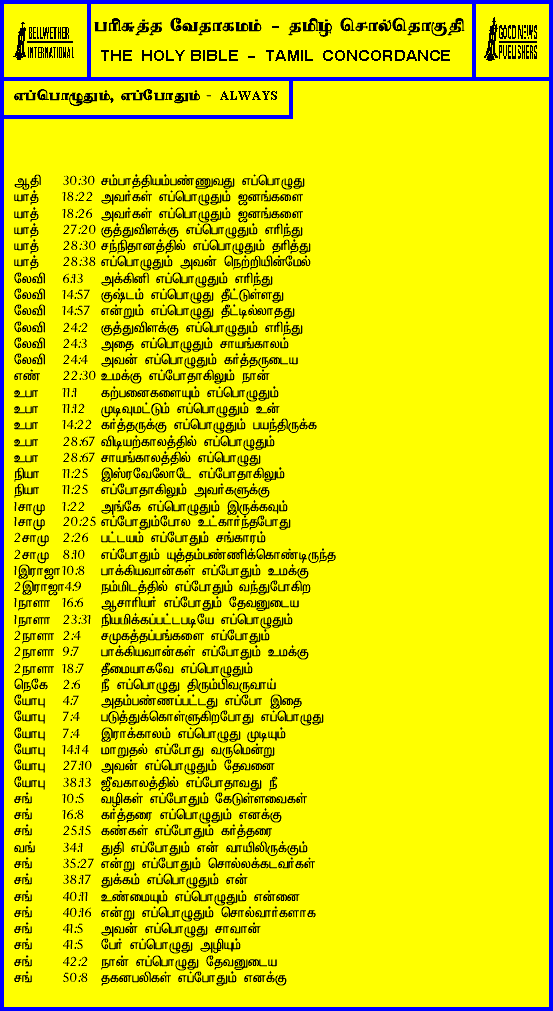 BELLWETHER
INTERNATIONAL
பரிசுத்த வேதாகமம் - தமிழ் சொல்தொகுதி
THE HOLY BIBLE - TAMIL CONCORDANCE
GOOD NEWS
PUBLISHERS
எப்பொழுதும், எப்போதும் - ALWAYS
ஆதி 30:30 சம்பாத்தியம்பண்ணுவது எப்பொழுது
யாத் 18:22 அவர்கள் எப்பொழுதும் ஜனங்களை
யாத் 18:26 அவர்கள் எப்பொழுதும் ஜனங்களை
யாத் 27:20 குத்துவிளக்கு எப்பொழுதும் எரிந்து
யாத் 28:30 சந்நிதானத்தில் எப்பொழுதும் தரித்து
யாத் 28:38 எப்பொழுதும் அவன் நெற்றியின்மேல்
லேவி 6:13 அக்கினி எப்பொழுதும் எரிந்து
லேவி 14:57 குஷ்டம் எப்பொழுது தீட்டுள்ளது
லேவி 14:57 என்றும் எப்பொழுது தீட்டில்லாதது
லேவி 24:2 குத்துவிளக்கு எப்பொழுதும் எரிந்து
லேவி 24:3 அதை எப்பொழுதும் சாயங்காலம்
லேவி 24:4 அவன் எப்பொழுதும் கர்த்தருடைய
எண் 22:30 உமக்கு எப்போதாகிலும் நான்
உபா 11:1 கற்பனைகளையும் எப்பொழுதும்
உபா 11:12 முடிவுமட்டும் எப்பொழுதும் உன்
உபா 14:22 கர்த்தருக்கு எப்பொழுதும் பயந்திருக்க
உபா 28:67 விடியற்காலத்தில் எப்பொழுதும்
உபா 28:67 சாயங்காலத்தில் எப்பொழுது
நியா 11:25 இஸ்ரவேலோடே எப்போதாகிலும்
நியா 11:25 எப்போதாகிலும் அவர்களுக்கு
1சாமு 1:22 அங்கே எப்பொழுதும் இருக்கவும்
1சாமு 20:25 எப்போதும்போல உட்கார்ந்தபோது
2சாமு 2:26 பட்டயம் எப்போதும் சங்காரம்
2சாமு 8:10 எப்போதும் யுத்தம்பண்ணிக்கொண்டிருந்த
1இராஜா 10:8 பாக்கியவான்கள் எப்போதும் உமக்கு
2இராஜா 4:9 நம்மிடத்தில் எப்போதும் வந்துபோகிற
1நாளா 16:6 ஆசாரியர் எப்போதும் தேவனுடைய
1நாளா 23:31 நியமிக்கப்பட்டபடியே எப்பொழுதும்
2நாளா 2:4 சமுகத்தப்பங்களை எப்போதும்
2நாளா 9:7 பாக்கியவான்கள் எப்போதும் உமக்கு
2நாளா 18:7 தீமையாகவே எப்பொழுதும்
நெகே 2:6 நீ எப்பொழுது திரும்பிவருவாய்
யோபு 4:7 அதம்பண்ணப்பட்டது எப்போ இதை
யோபு 7:4 படுத்துக்கொள்ளுகிறபோது எப்பொழுது
யோபு 7:4 இராக்காலம் எப்பொழுது முடியும்
யோபு 14:14 மாறுதல் எப்போது வருமென்று
யோபு 27:10 அவன் எப்பொழுதும் தேவனை
யோபு 38:13 ஜீவகாலத்தில் எப்போதாவது நீ
சங் 10:5 வழிகள் எப்போதும் கேடுள்ளவைகள்
சங் 16:8 கர்த்தரை எப்பொழுதும் எனக்கு
சங் 25:15 கண்கள் எப்போதும் கர்த்தரை
வங் 34:1 துதி எப்போதும் என் வாயிலிருக்கும்
சங் 35:27 என்று எப்போதும் சொல்லக்கடவர்கள்
சங் 38:17 துக்கம் எப்பொழுதும் என்
சங் 40:11 உண்மையும் எப்பொழுதும் என்னை
சங் 40:16 என்று எப்பொழுதும் சொல்வார்களாக
சங் 41:5 அவன் எப்பொழுது சாவான்
சங் 41:5 பேர் எப்பொழுது அழியும்
சங் 42:2 நான் எப்பொழுது தேவனுடைய
சங் 50:8 தகனபலிகள் எப்போதும் எனக்கு